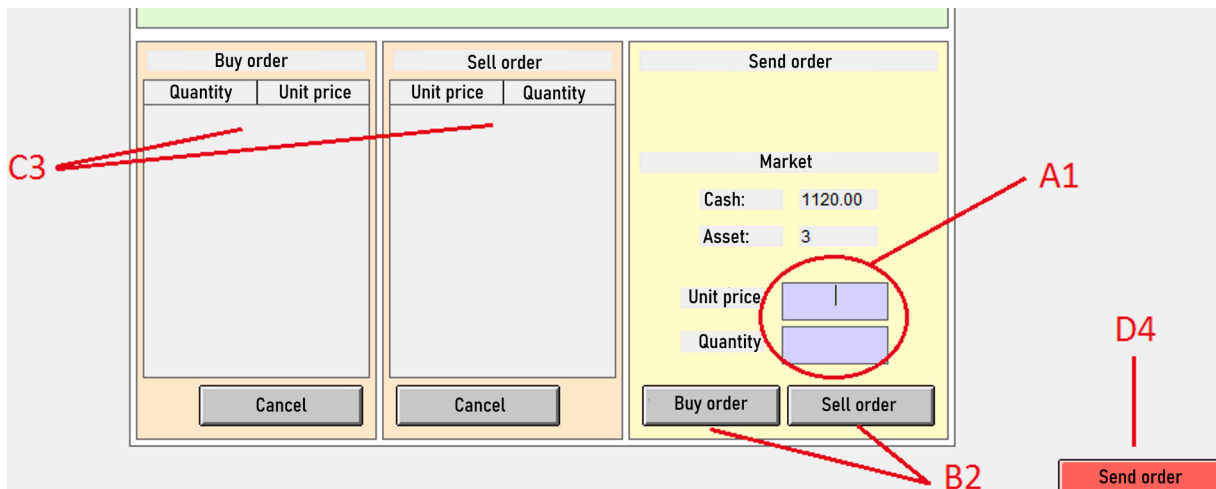 Buy order
Quantity Unit price
Cancel
Sell order
Unit price Quantity
Cancel
Send order
Market
Cash: 1120.00
Asset: 3
Unit price
Quantity
Buy order Sell order
C3
A1
B2
D4
Send order